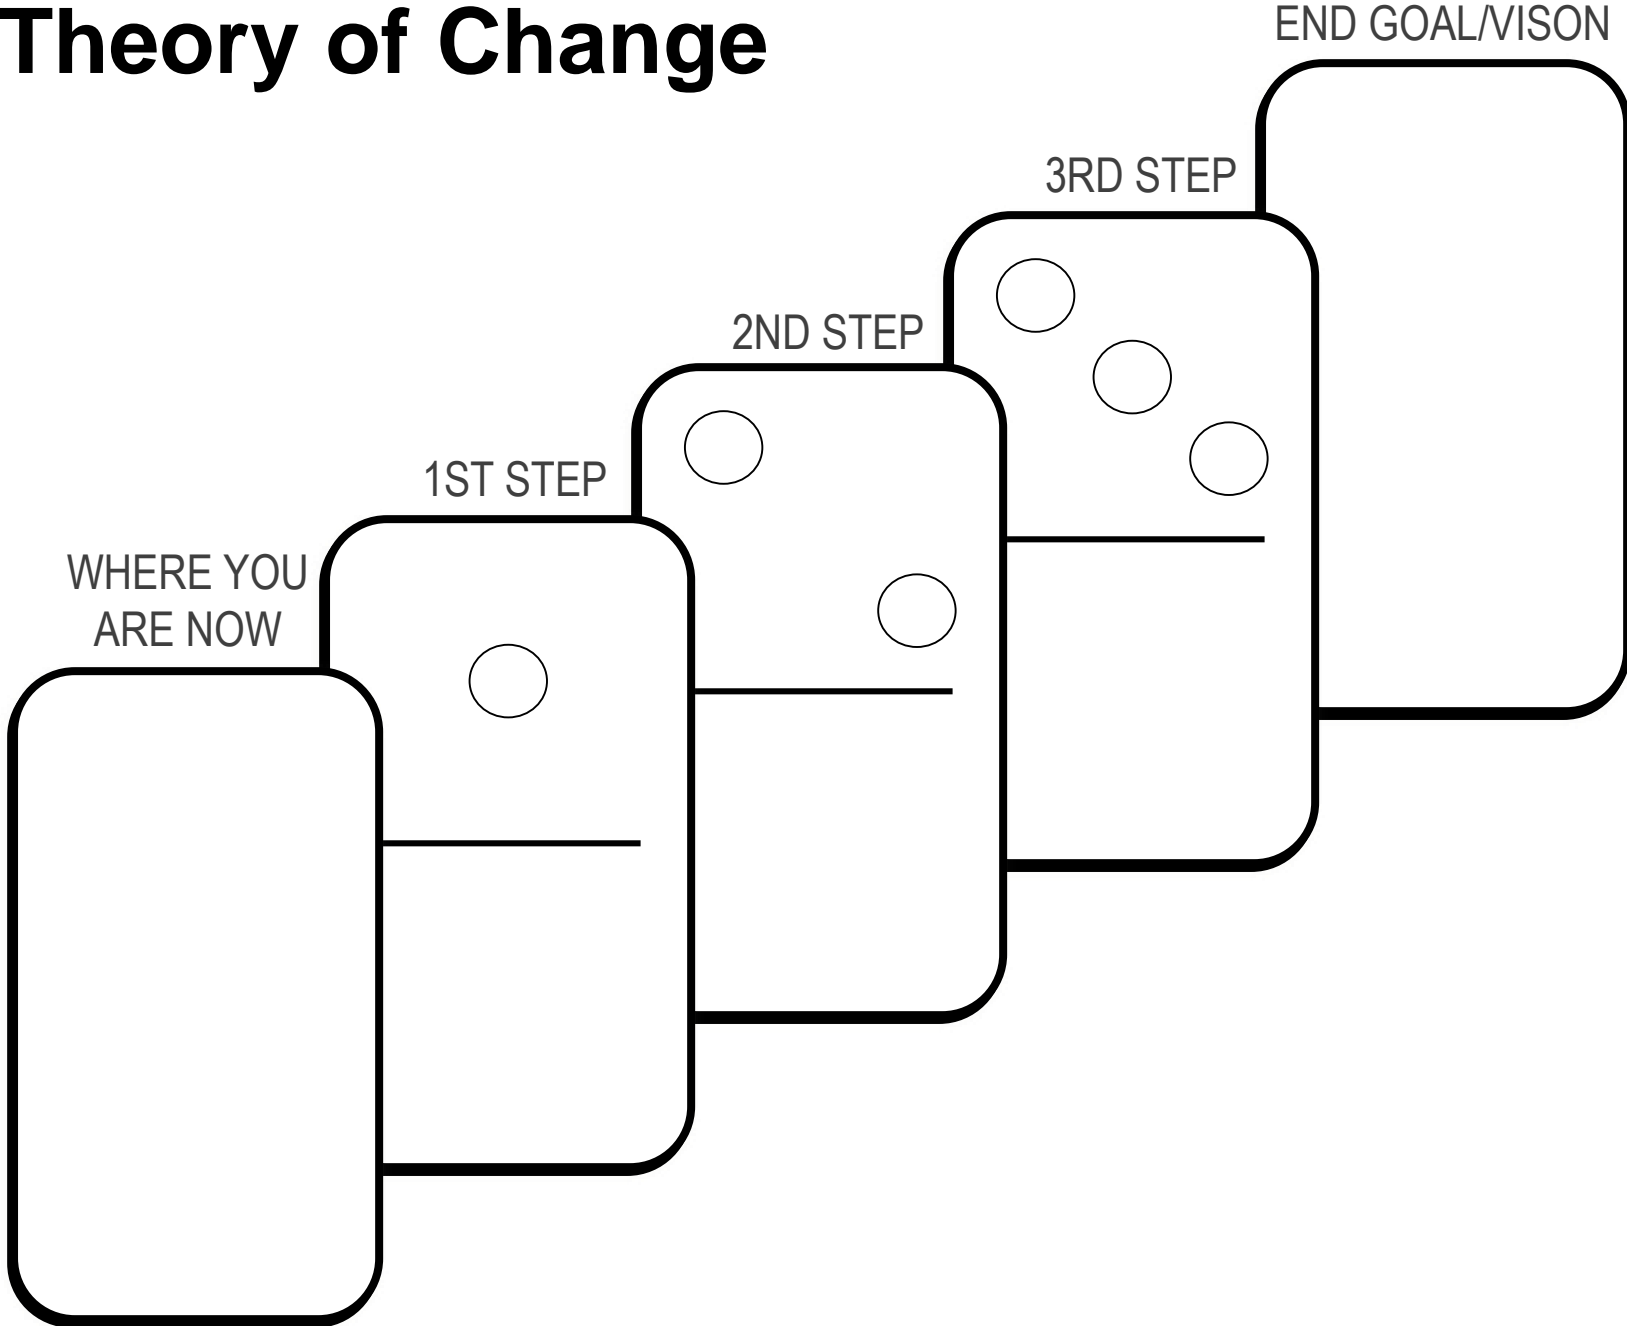 Theory of Change
END GOAL/VISON
3RD STEP
2ND STEP
1ST STEP
WHERE YOU
ARE NOW